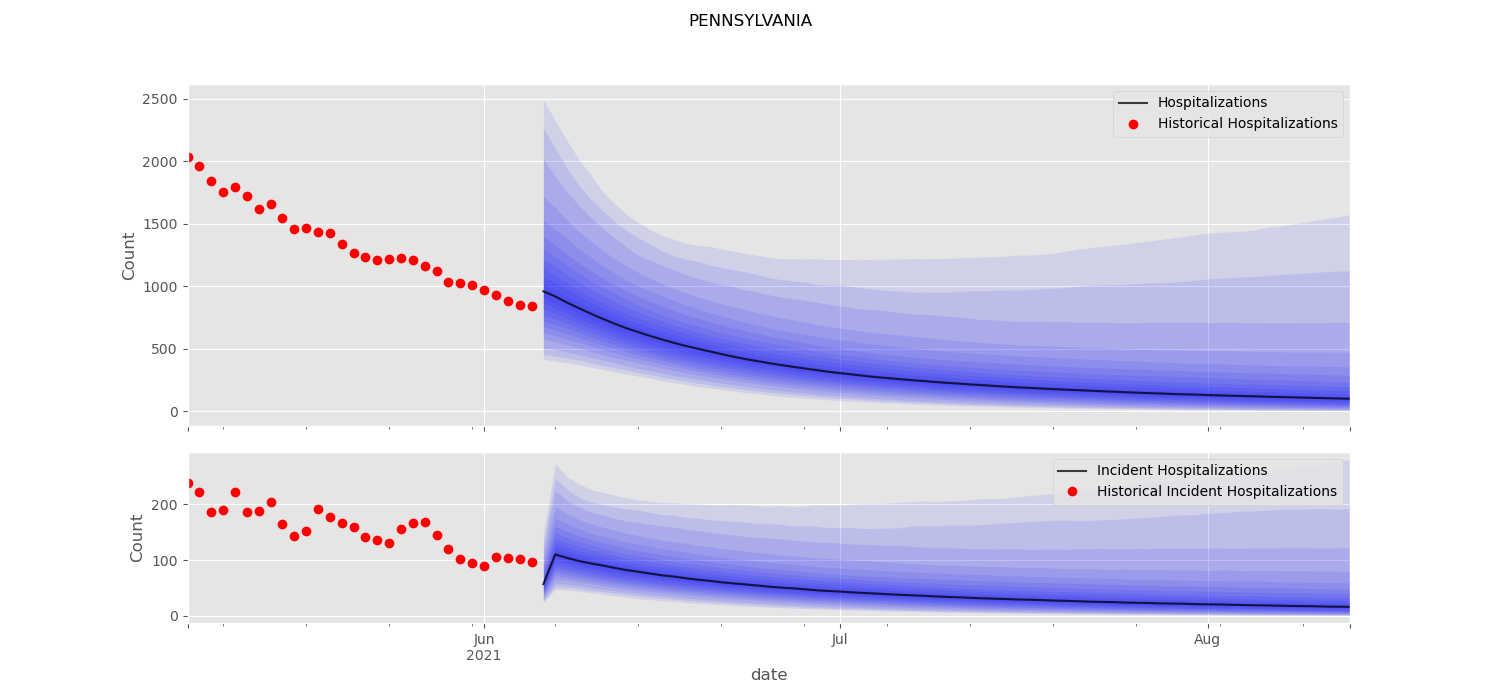 PENNSYLVANIA
2500
2000
1500
1000
500
0
Count
Hospitalizations
Historical Hospitalizations
200
100
0
Count
Incident Hospitalizations
Historical Incident Hospitalizations
Jun
2021
Jul
Aug
date